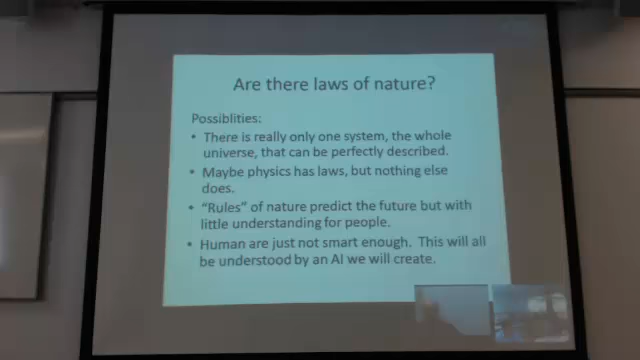 Are there laws of nature?
Possiblities:
• There is really only one system, the whole
universe, that can be perfectly described.
• Maybe physics has laws, but nothing else
does.
• “Rules” of nature predict the future but with
little understanding for people.
• Human are just not smart enough. This will all
be understood by an AI we will create.